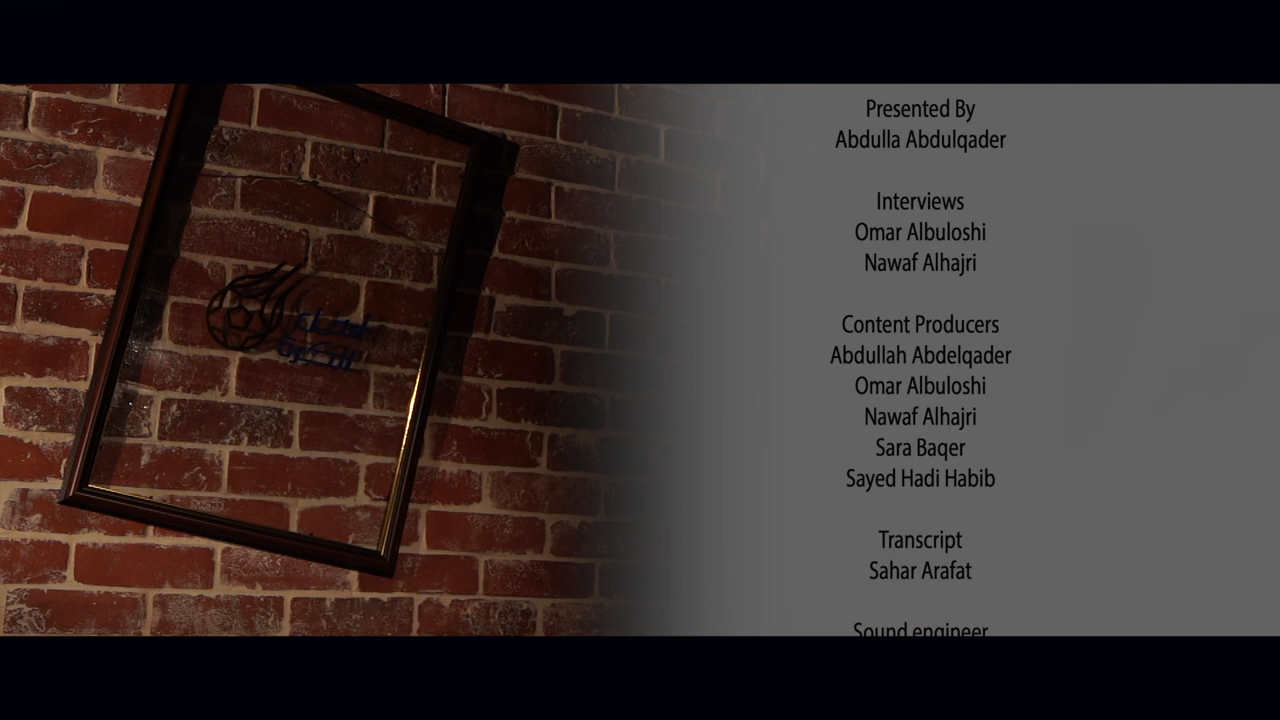 Presented By
Abdulla Abdulqader
Interviews
Omar Albuloshi
Nawaf Alhajri
Content Producers
Abdullah Abdelqader
Omar Albuloshi
Nawaf Alhajri
Sara Baqer
Sayed Hadi Habib
Transcript
Sahar Arafat
Sound engineer